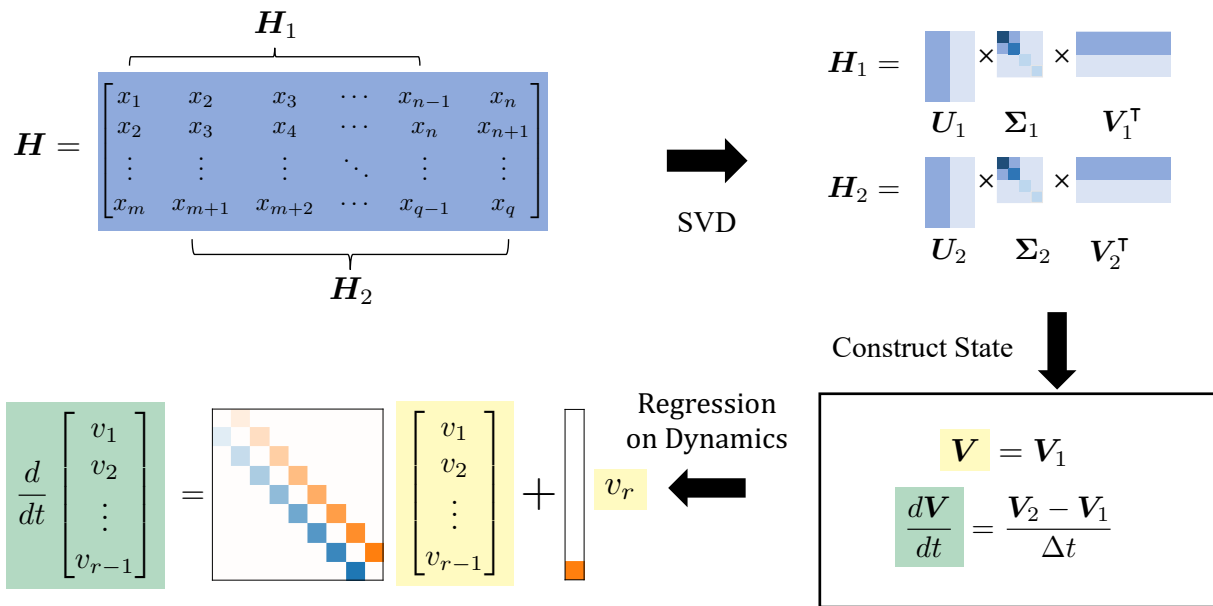 H₁
H = [x₁ x₂ x₃ ⋯ xₙ₋₁ xₙ
x₂ x₃ x₄ ⋯ xₙ xₙ₊₁
⋮ ⋮ ⋮ ⋱ ⋮ ⋮
xₘ xₘ₊₁ xₘ₊₂ ⋯ x_{q−1} x_q]
H₂
SVD
H₁ = × ×
U₁ Σ₁ V₁ᵀ
H₂ = × ×
U₂ Σ₂ V₂ᵀ
Construct State
V = V₁
dV/dt = (V₂ − V₁)/Δt
Regression
on Dynamics
d/dt [v₁ v₂ ⋮ v_{r−1}] = [v₁ v₂ ⋮ v_{r−1}] + v_r